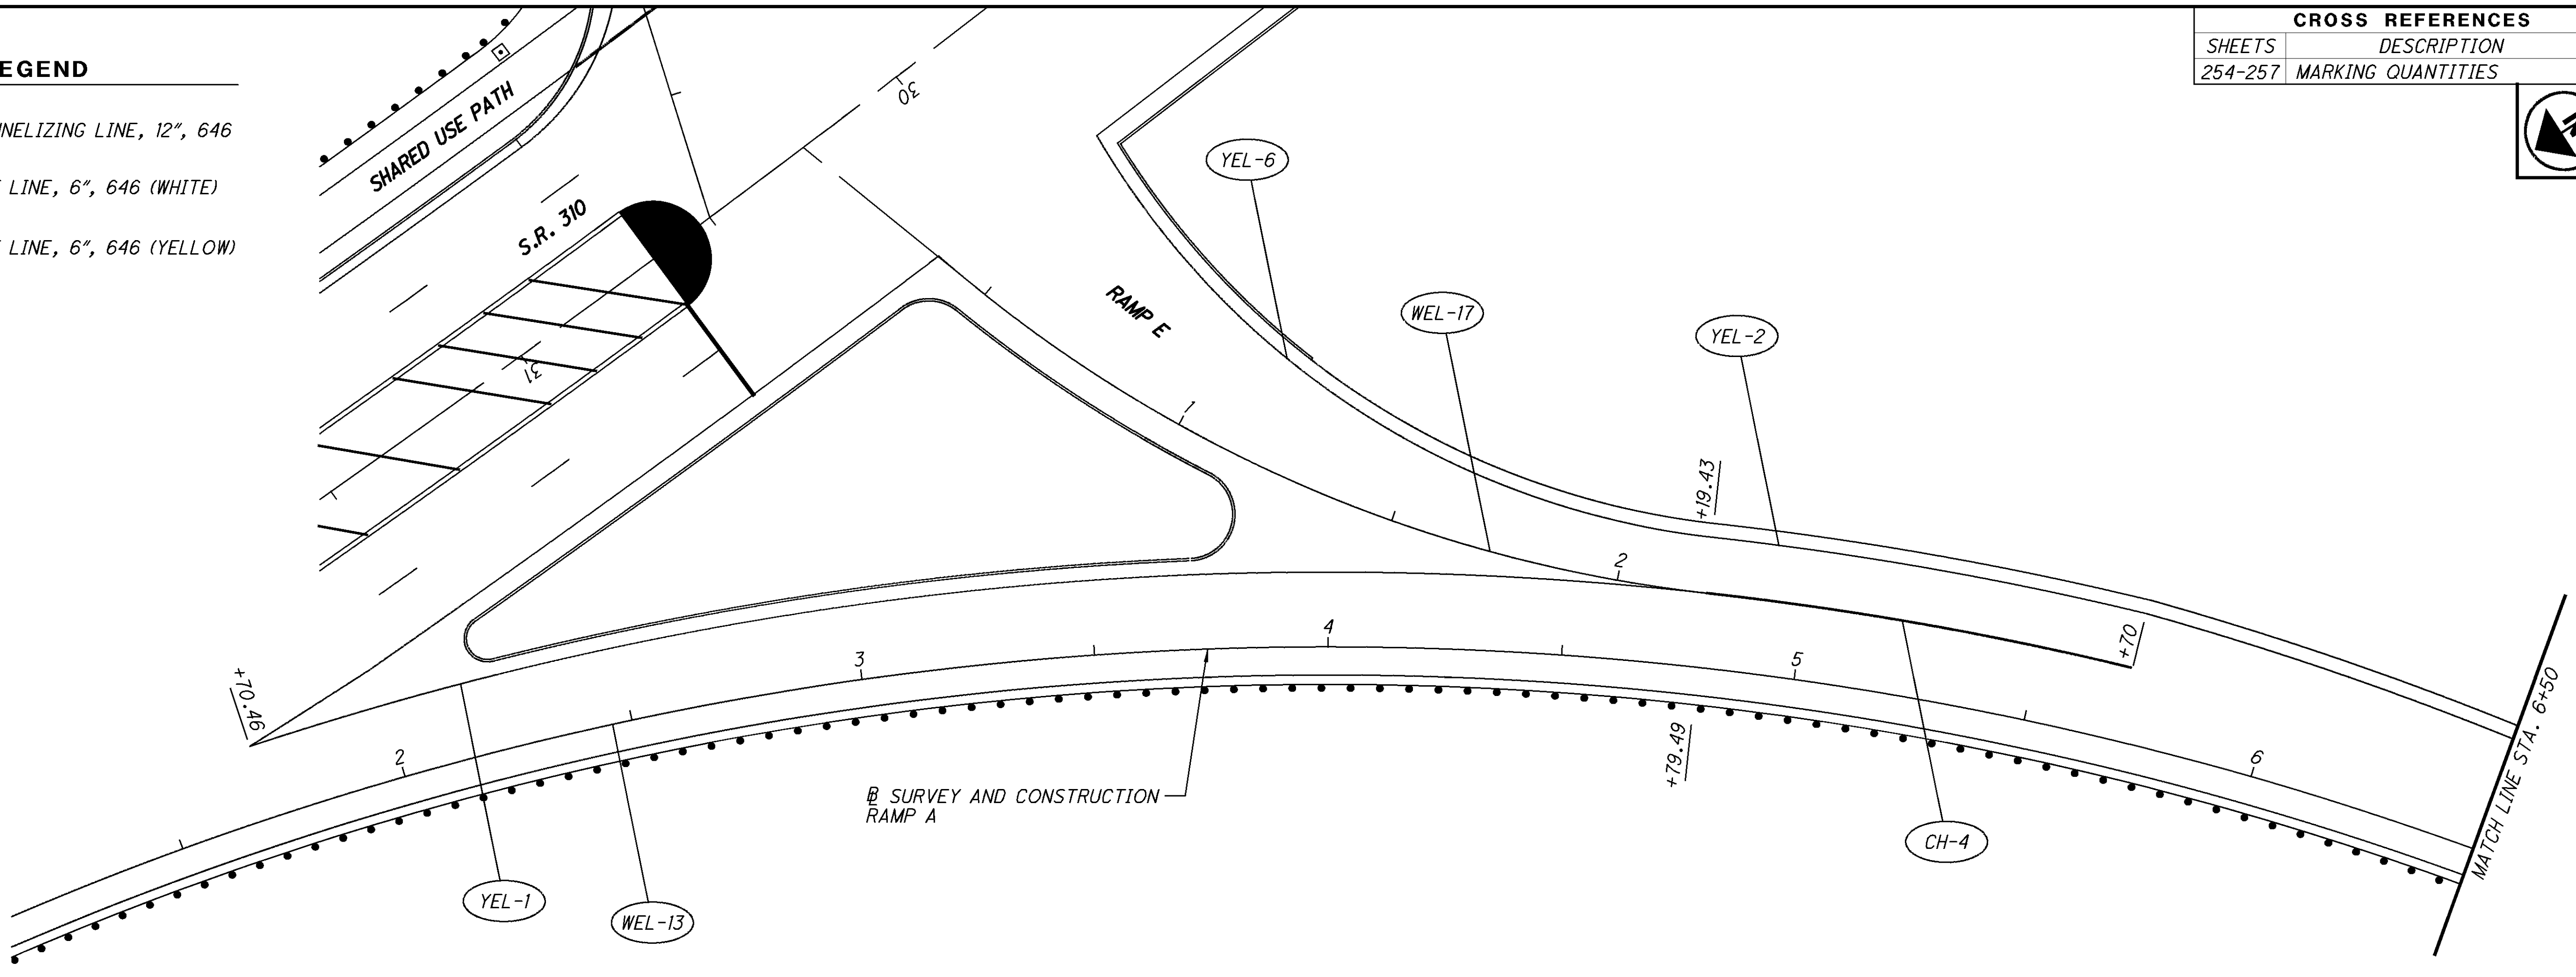 CROSS REFERENCES
SHEETS DESCRIPTION
254-257 MARKING QUANTITIES
EGEND
NNELIZING LINE, 12", 646
LINE, 6", 646 (WHITE)
LINE, 6", 646 (YELLOW)
SHARED USE PATH
S.R. 310
30
31
YEL-6
RAMP E
WEL-17
YEL-2
1
+19.43
2
+70.46
2
3
4
5
6
+70
+79.49
MATCH LINE STA. 6+50
B SURVEY AND CONSTRUCTION
RAMP A
CH-4
YEL-1
WEL-13